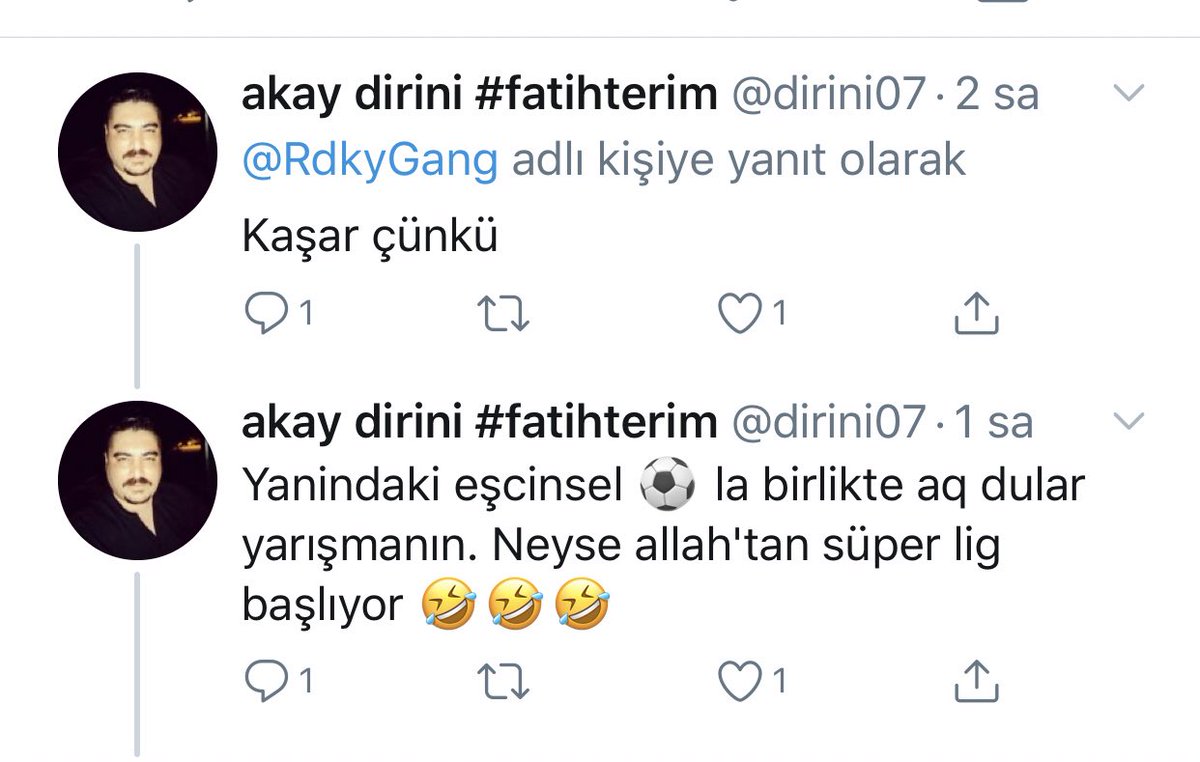 akay dirini #fatihterim @dirini07 · 2 sa
@RdkyGang adlı kişiye yanıt olarak
Kaşar çünkü
1 1
akay dirini #fatihterim @dirini07 · 1 sa
Yanindaki eşcinsel ⚽ la birlikte aq dular
yarışmanın. Neyse allah'tan süper lig
başlıyor 🤣🤣🤣
1 1